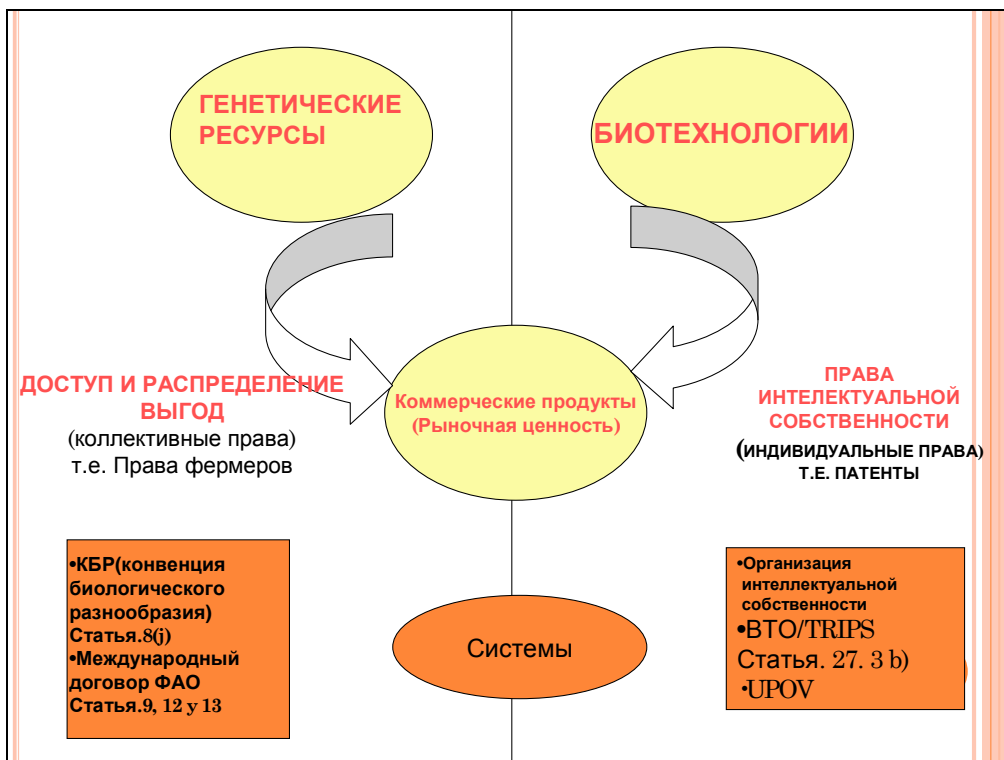 ГЕНЕТИЧЕСКИЕ
РЕСУРСЫ
БИОТЕХНОЛОГИИ
ДОСТУП И РАСПРЕДЕЛЕНИЕ
ВЫГОД
(коллективные права)
т.е. Права фермеров
Коммерческие продукты
(Рыночная ценность)
ПРАВА
ИНТЕЛЕКТУАЛЬНОЙ
СОБСТВЕННОСТИ
(ИНДИВИДУАЛЬНЫЕ ПРАВА)
Т.Е. ПАТЕНТЫ
•КБР(конвенция
биологического
разнообразия)
Статья.8(j)
•Международный
договор ФАО
Статья.9, 12 y 13
Системы
•Организация
интеллектуальной
собственности
•ВТО/TRIPS
Статья. 27. 3 b)
•UPOV